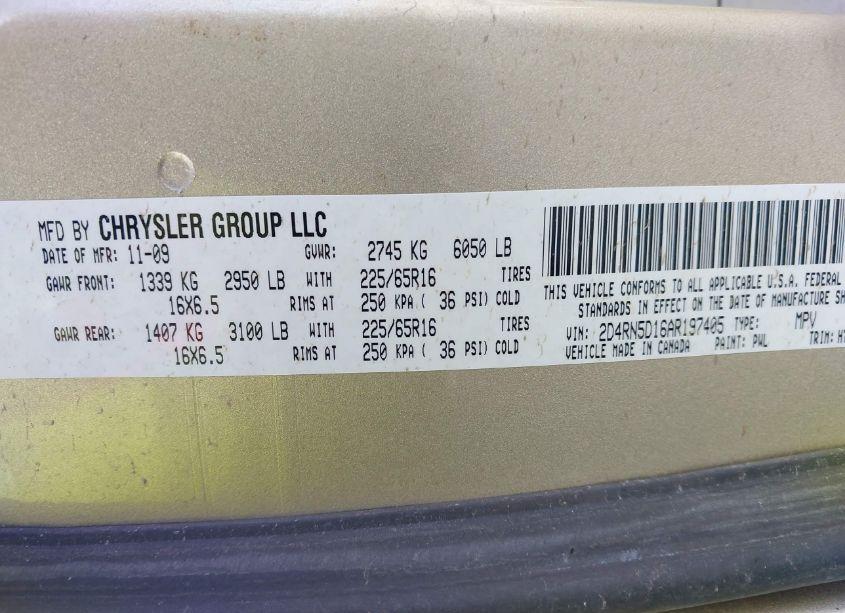 MFD BY CHRYSLER GROUP LLC
DATE OF MFR: 11-09 GVWR: 2745 KG 6050 LB
GAWR FRONT: 1339 KG 2950 LB WITH 225/65R16 TIRES
16X6.5 RIMS AT 250 KPA ( 36 PSI) COLD
GAWR REAR: 1407 KG 3100 LB WITH 225/65R16 TIRES
16X6.5 RIMS AT 250 KPA ( 36 PSI) COLD
THIS VEHICLE CONFORMS TO ALL APPLICABLE U.S.A. FEDERAL
STANDARDS IN EFFECT ON THE DATE OF MANUFACTURE SH
VIN: 2D4RN5D16AR197405 TYPE: MPV
VEHICLE MADE IN CANADA PAINT: PWL TRIM: